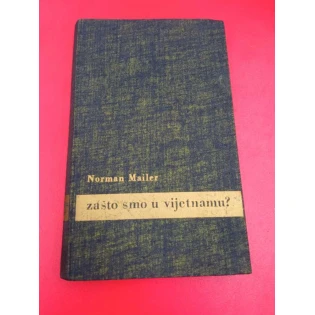 Norman Mailer
zašto smo u vijetnamu?